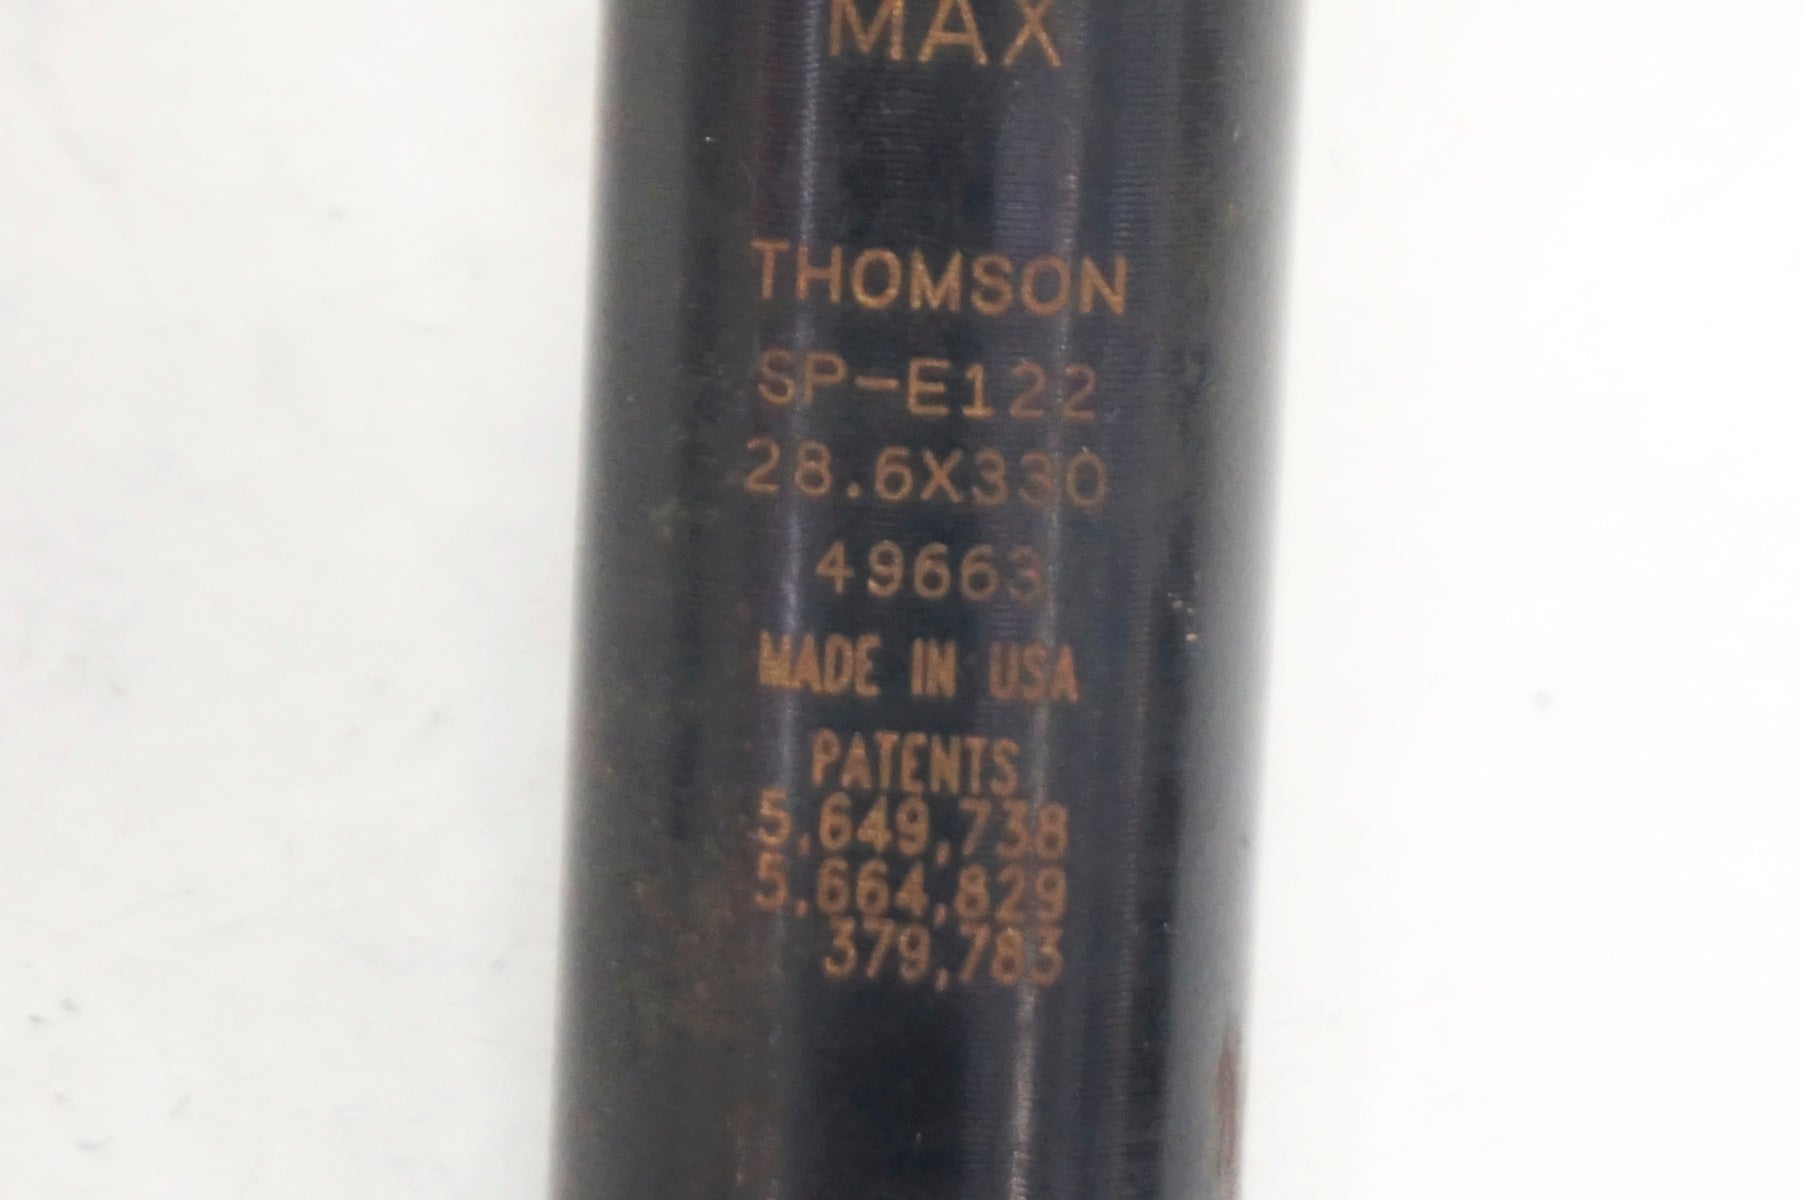 MAX
THOMSON
SP-E122
28.6X330
49663
MADE IN USA
PATENTS
5,649,738
5,664,829
379,783